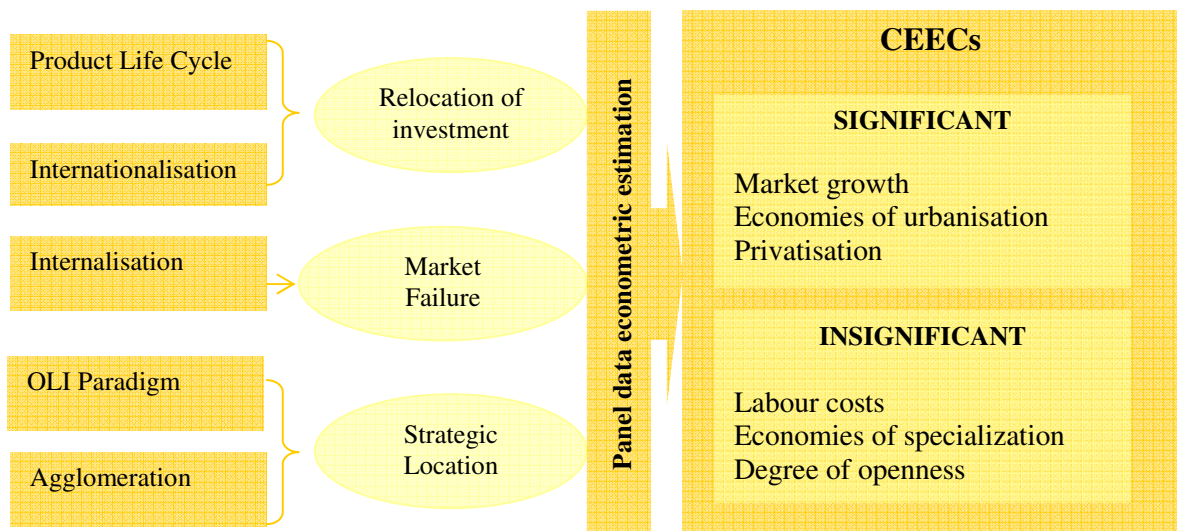 Product Life Cycle
Internationalisation
Internalisation
OLI Paradigm
Agglomeration
Relocation of
investment
Market
Failure
Strategic
Location
Panel data econometric estimation
CEECs
SIGNIFICANT
Market growth
Economies of urbanisation
Privatisation
INSIGNIFICANT
Labour costs
Economies of specialization
Degree of openness